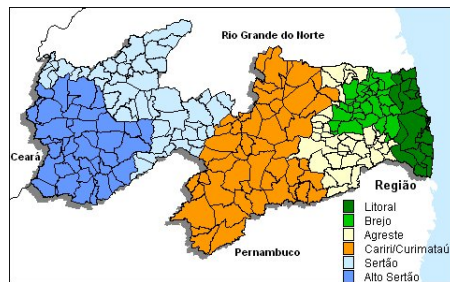 Rio Grande do Norte
Ceará
Pernambuco
Região
Litoral
Brejo
Agreste
Cariri/Curimataú
Sertão
Alto Sertão